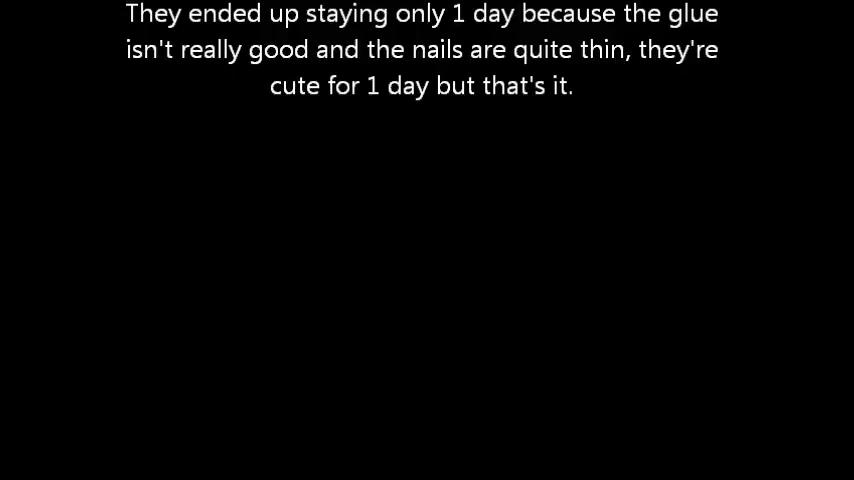 They ended up staying only 1 day because the glue
isn't really good and the nails are quite thin, they're
cute for 1 day but that's it.